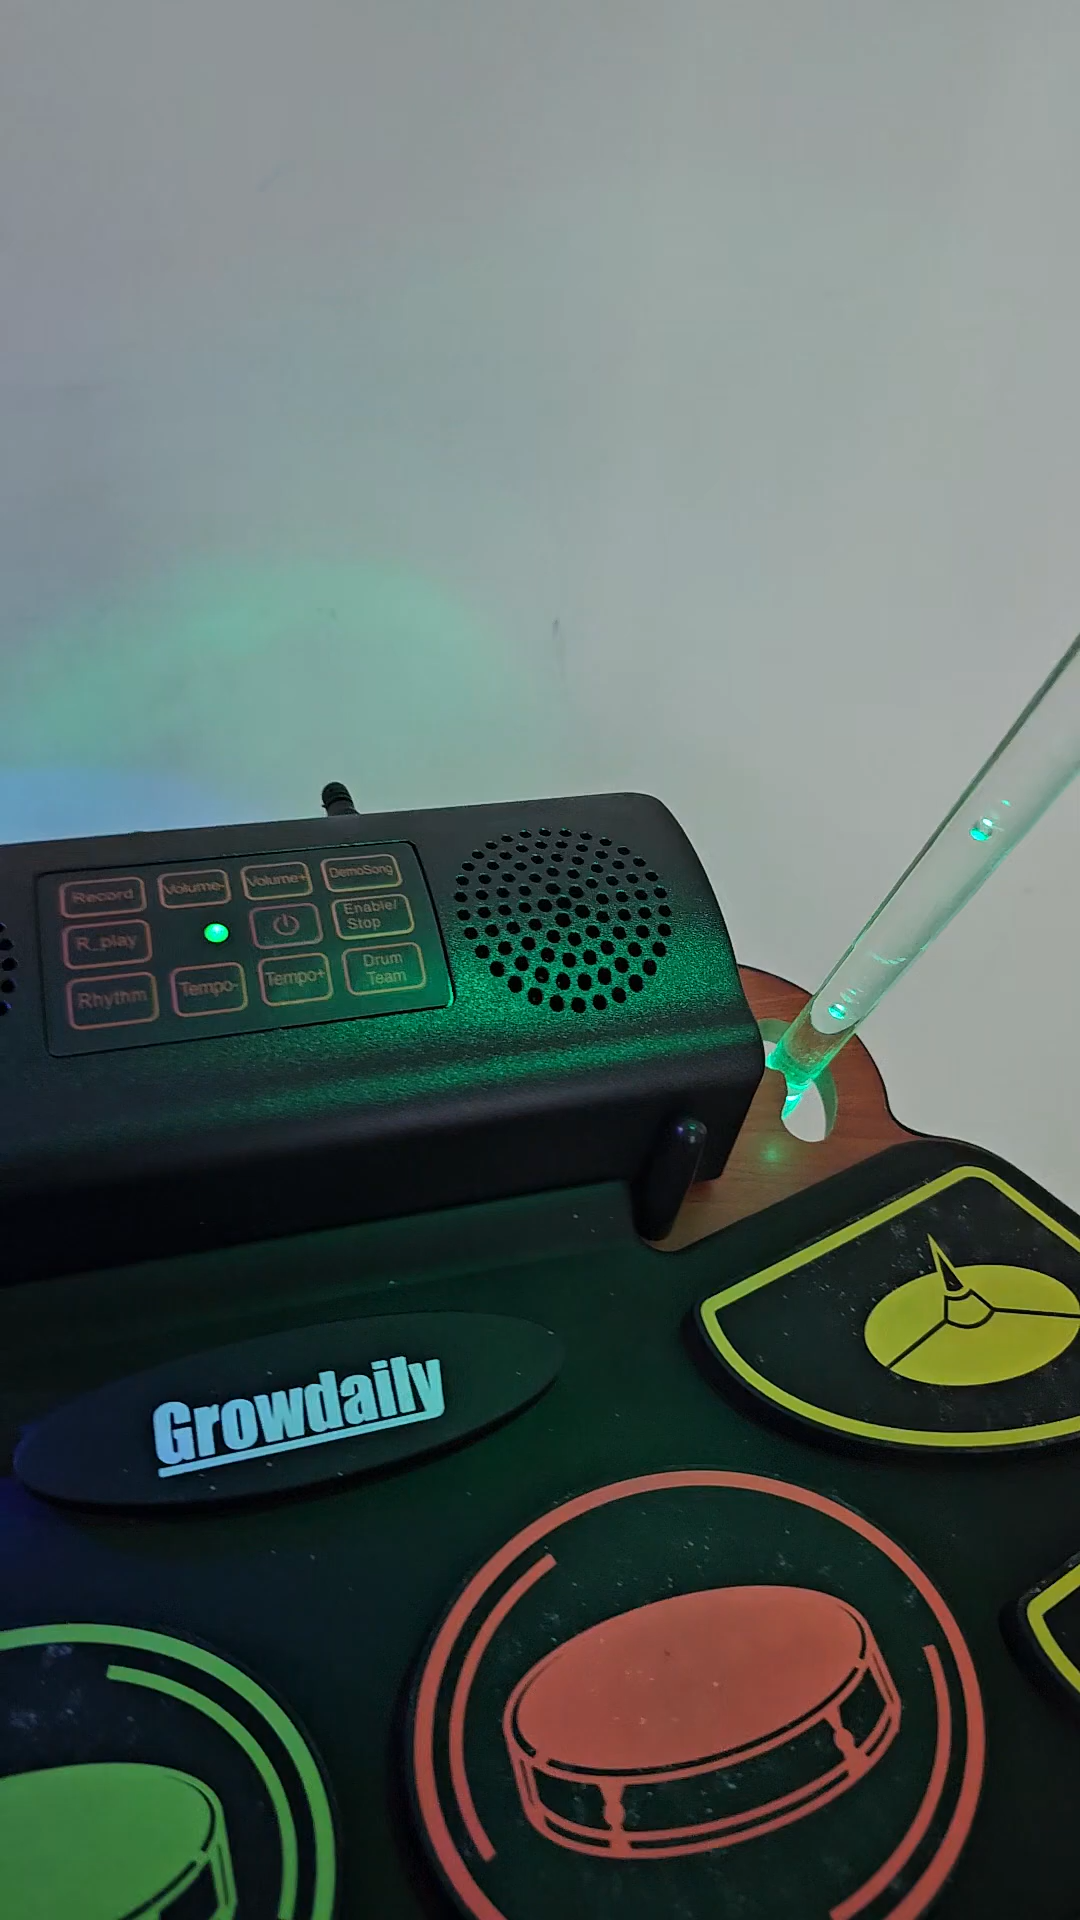 Record
Volume-
Volume+
DemoSong
R_play
Enable/
Stop
Rhythm
Tempo-
Tempo+
Drum
Team
Growdaily